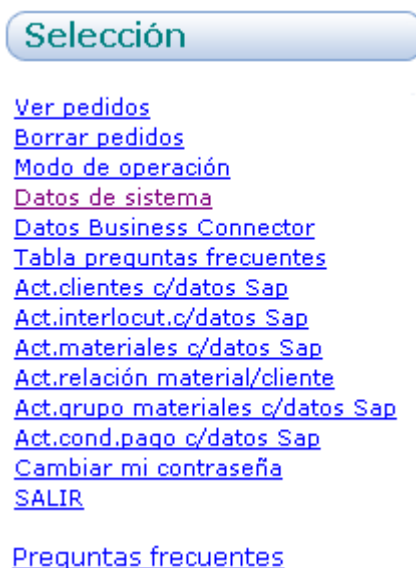 Selección
Ver pedidos
Borrar pedidos
Modo de operación
Datos de sistema
Datos Business Connector
Tabla preguntas frecuentes
Act.clientes c/datos Sap
Act.interlocut.c/datos Sap
Act.materiales c/datos Sap
Act.relación material/cliente
Act.grupo materiales c/datos Sap
Act.cond.pago c/datos Sap
Cambiar mi contraseña
SALIR
Preguntas frecuentes